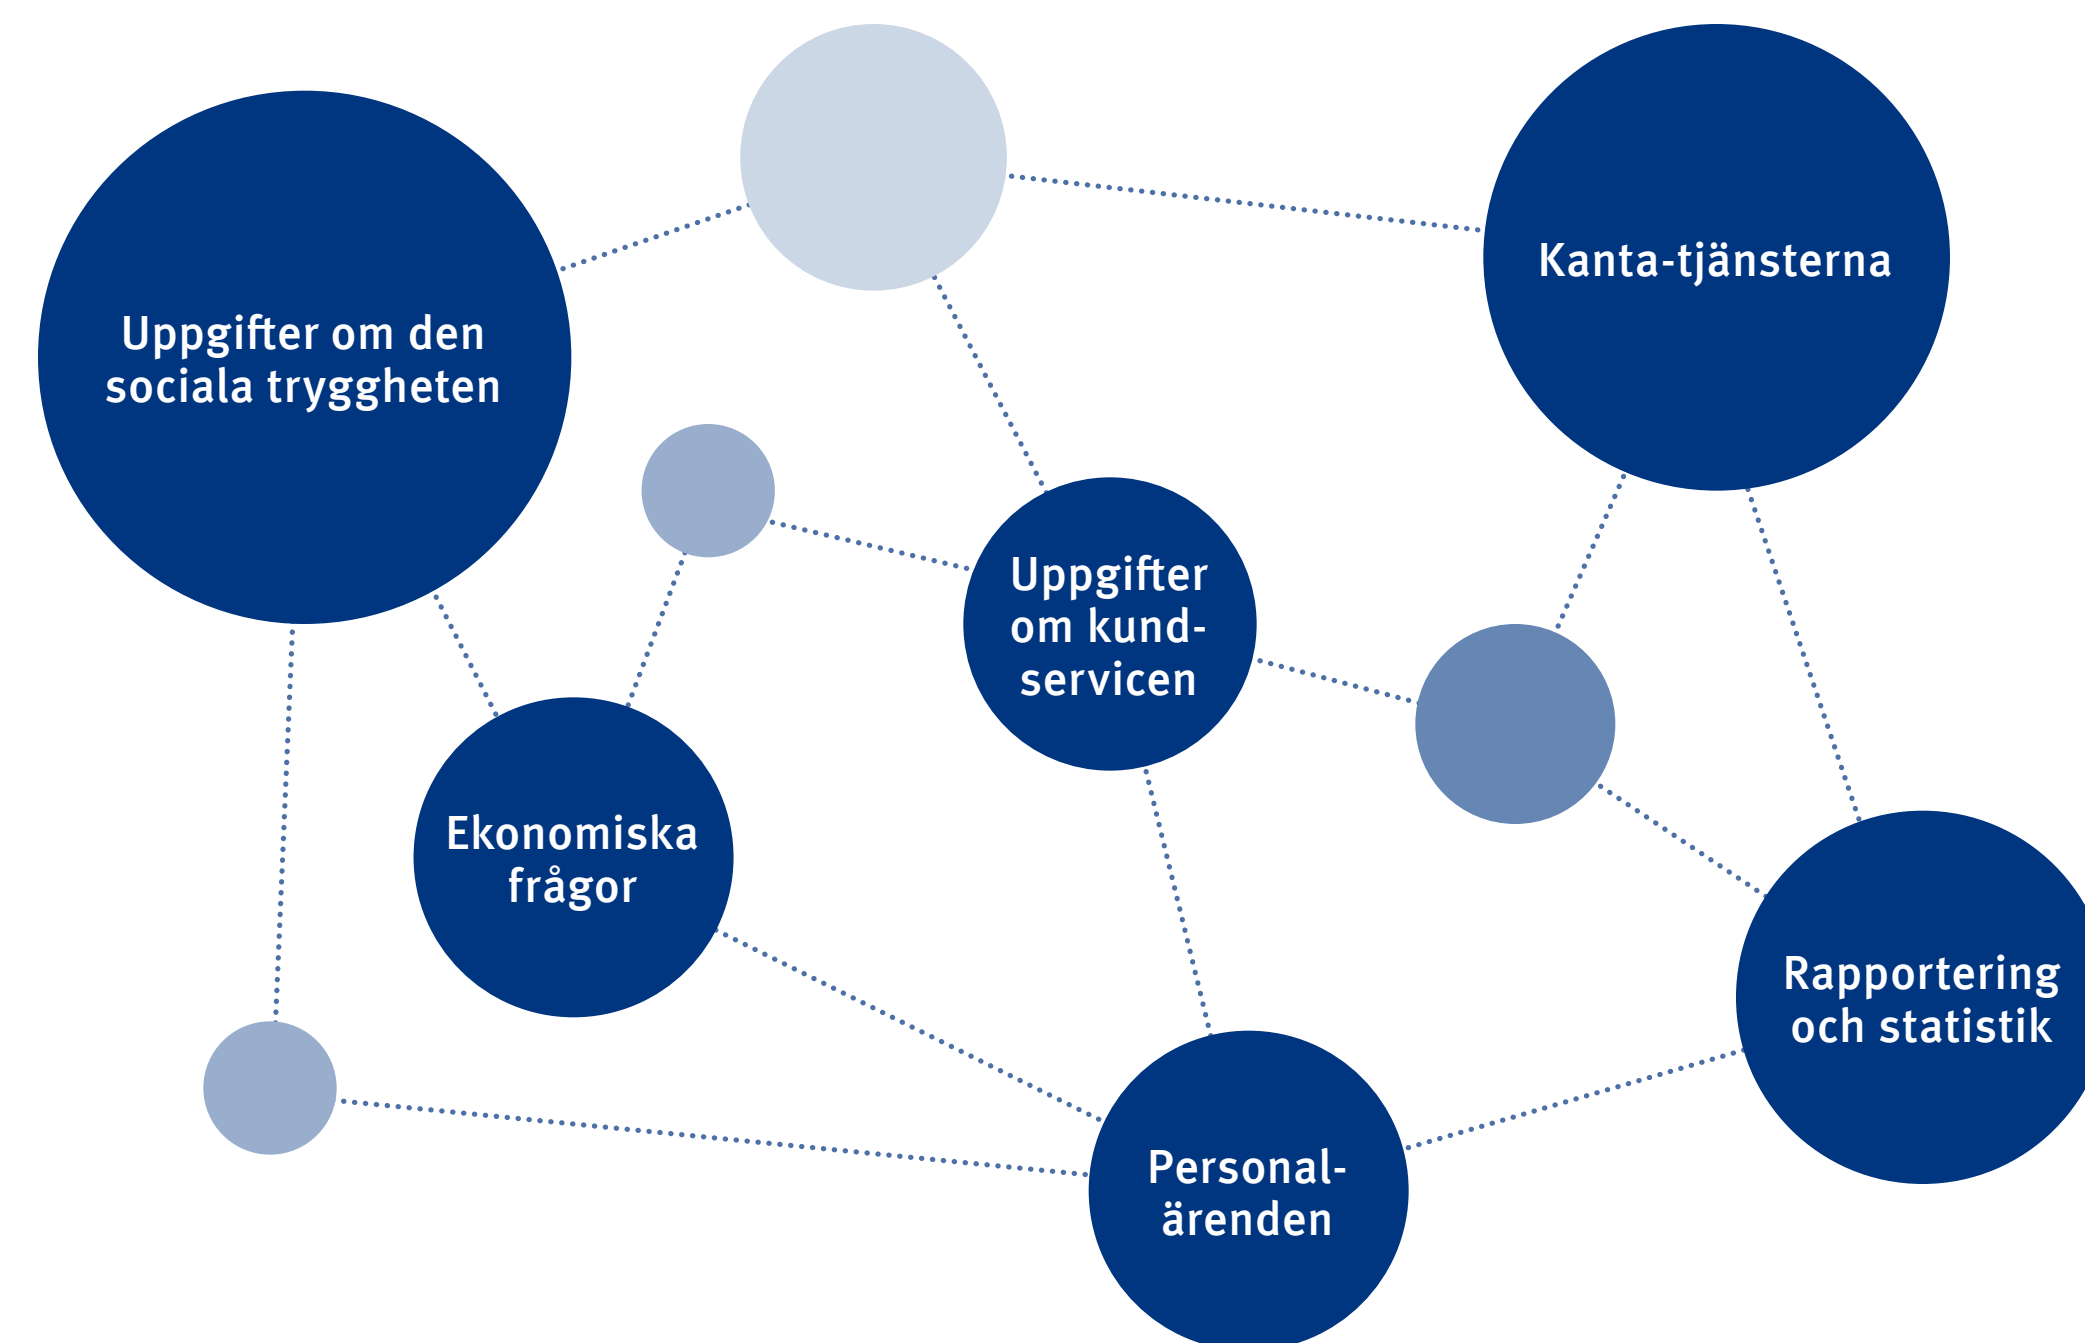 Kanta-tjänsterna
Uppgifter om den
sociala tryggheten
Uppgifter
om kund-
servicen
Ekonomiska
frågor
Rapportering
och statistik
Personal-
ärenden